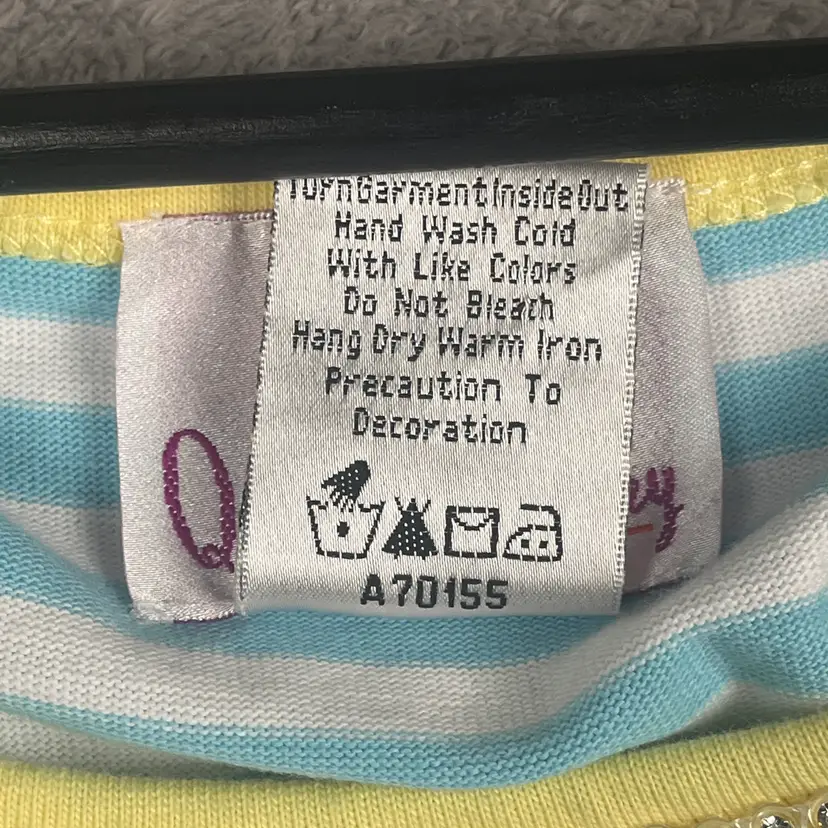 TurnGarmentInsideOut
Hand Wash Cold
With Like Colors
Do Not Bleach
Hang Dry Warm Iron
Precaution To
Decoration
A70155